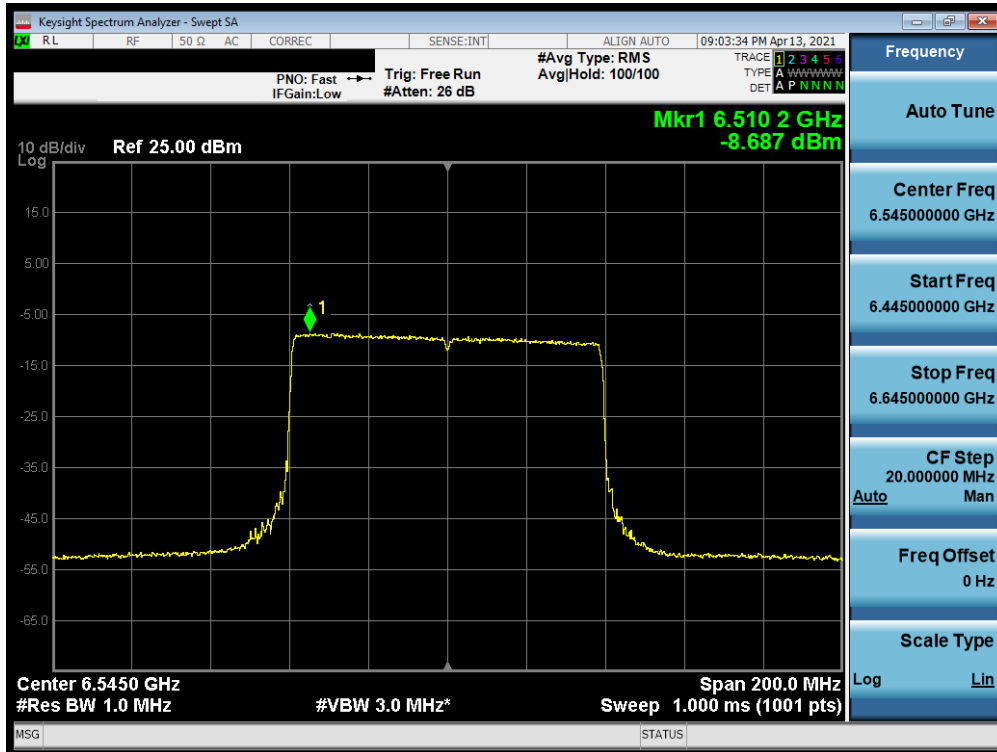 Keysight Spectrum Analyzer - Swept SA
LXI RL RF 50 Ω AC CORREC SENSE:INT ALIGN AUTO 09:03:34 PM Apr 13, 2021
PNO: Fast
IFGain:Low
Trig: Free Run
#Atten: 26 dB
#Avg Type: RMS
Avg|Hold: 100/100
TRACE 1 2 3 4 5 6
TYPE A WWWWW
DET A P N N N N
Mkr1 6.510 2 GHz
-8.687 dBm
10 dB/div Ref 25.00 dBm
Log
15.0
5.00
-5.00
-15.0
-25.0
-35.0
-45.0
-55.0
-65.0
1
Center 6.5450 GHz
Span 200.0 MHz
#Res BW 1.0 MHz
#VBW 3.0 MHz*
Sweep 1.000 ms (1001 pts)
MSG
STATUS
Frequency
Auto Tune
Center Freq
6.545000000 GHz
Start Freq
6.445000000 GHz
Stop Freq
6.645000000 GHz
CF Step
20.000000 MHz
Auto Man
Freq Offset
0 Hz
Scale Type
Log Lin